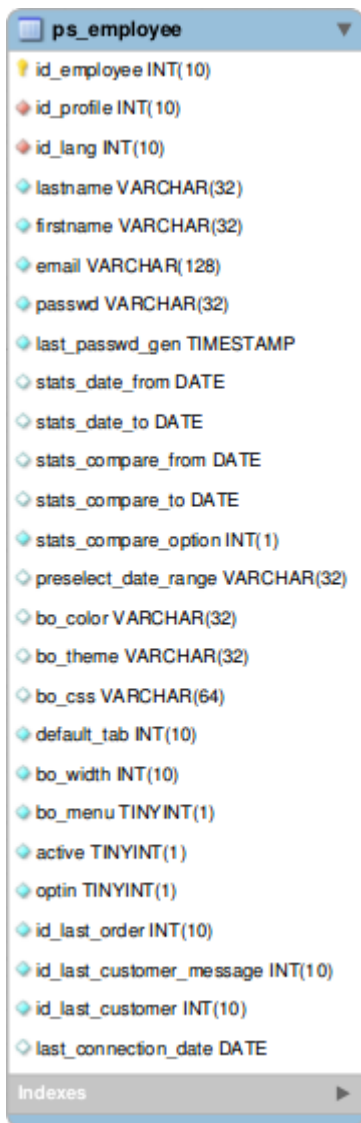 ps_employee
id_employee INT(10)
id_profile INT(10)
id_lang INT(10)
lastname VARCHAR(32)
firstname VARCHAR(32)
email VARCHAR(128)
passwd VARCHAR(32)
last_passwd_gen TIMESTAMP
stats_date_from DATE
stats_date_to DATE
stats_compare_from DATE
stats_compare_to DATE
stats_compare_option INT(1)
preselect_date_range VARCHAR(32)
bo_color VARCHAR(32)
bo_theme VARCHAR(32)
bo_css VARCHAR(64)
default_tab INT(10)
bo_width INT(10)
bo_menu TINYINT(1)
active TINYINT(1)
optin TINYINT(1)
id_last_order INT(10)
id_last_customer_message INT(10)
id_last_customer INT(10)
last_connection_date DATE
Indexes